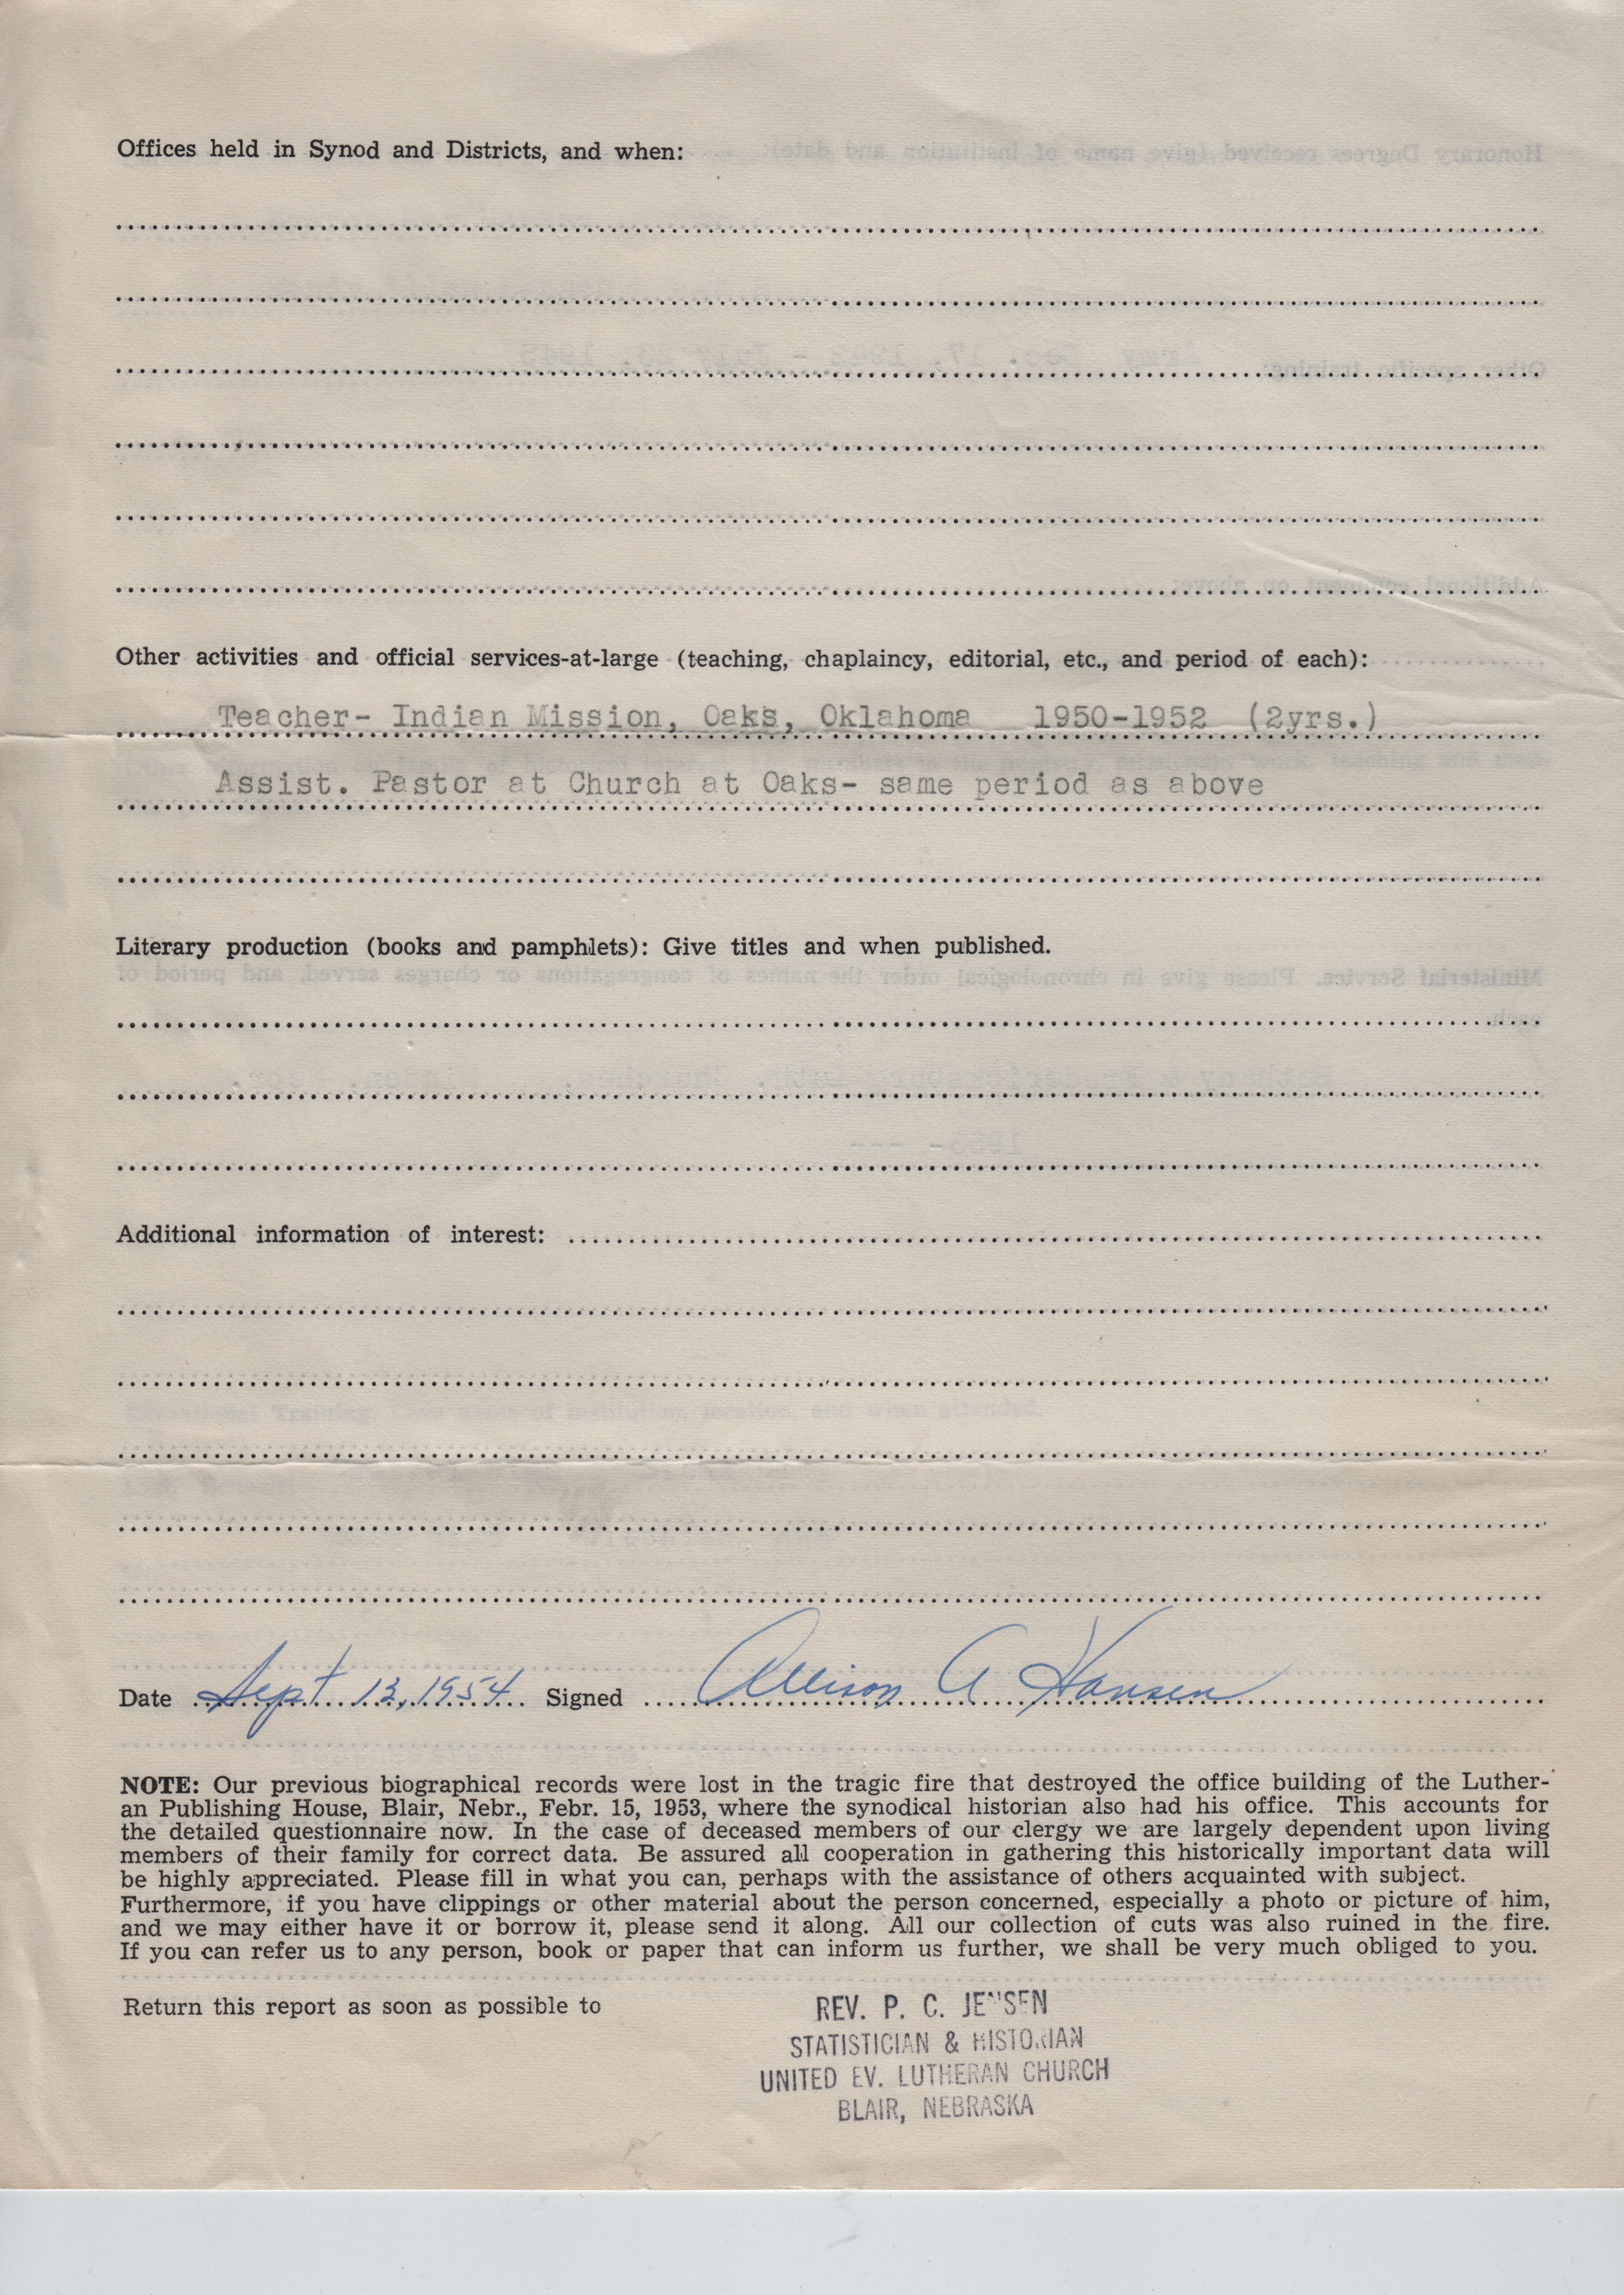 Offices held in Synod and Districts, and when:
Other activities and official services-at-large (teaching, chaplaincy, editorial, etc., and period of each):
Teacher- Indian Mission, Oaks, Oklahoma 1950-1952 (2yrs.)
Assist. Pastor at Church at Oaks- same period as above
Literary production (books and pamphlets): Give titles and when published.
Additional information of interest:
Date Sept 13, 1954 Signed Allison A Hansen
NOTE: Our previous biographical records were lost in the tragic fire that destroyed the office building of the Luther-
an Publishing House, Blair, Nebr., Febr. 15, 1953, where the synodical historian also had his office. This accounts for
the detailed questionnaire now. In the case of deceased members of our clergy we are largely dependent upon living
members of their family for correct data. Be assured all cooperation in gathering this historically important data will
be highly appreciated. Please fill in what you can, perhaps with the assistance of others acquainted with subject.
Furthermore, if you have clippings or other material about the person concerned, especially a photo or picture of him,
and we may either have it or borrow it, please send it along. All our collection of cuts was also ruined in the fire.
If you can refer us to any person, book or paper that can inform us further, we shall be very much obliged to you.
Return this report as soon as possible to
REV. P. C. JENSEN
STATISTICIAN & HISTORIAN
UNITED EV. LUTHERAN CHURCH
BLAIR, NEBRASKA